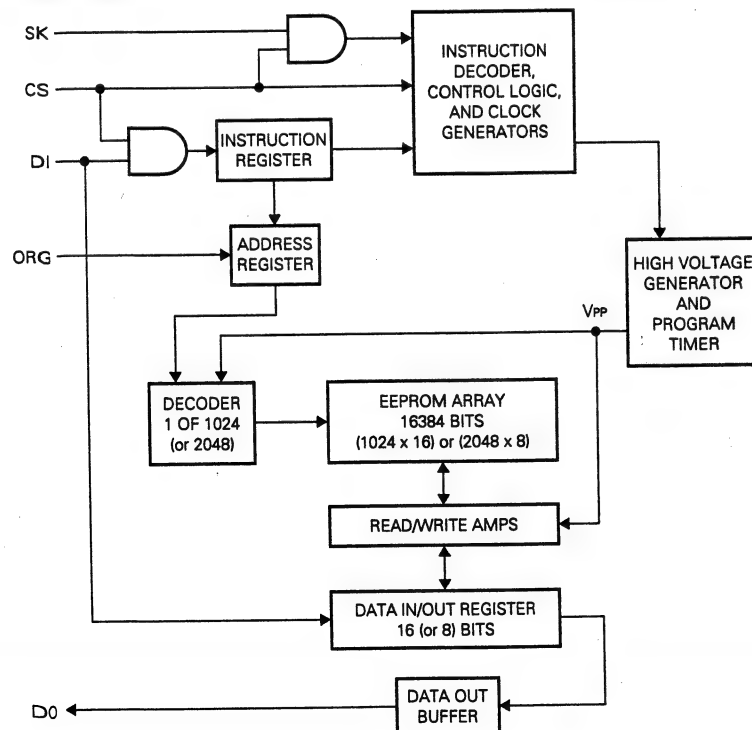 SK
CS
DI
ORG
INSTRUCTION
DECODER,
CONTROL LOGIC,
AND CLOCK
GENERATORS
INSTRUCTION
REGISTER
ADDRESS
REGISTER
HIGH VOLTAGE
GENERATOR
AND
PROGRAM
TIMER
VPP
DECODER
1 OF 1024
(or 2048)
EEPROM ARRAY
16384 BITS
(1024 x 16) or (2048 x 8)
READ/WRITE AMPS
DATA IN/OUT REGISTER
16 (or 8) BITS
DATA OUT
BUFFER
DO